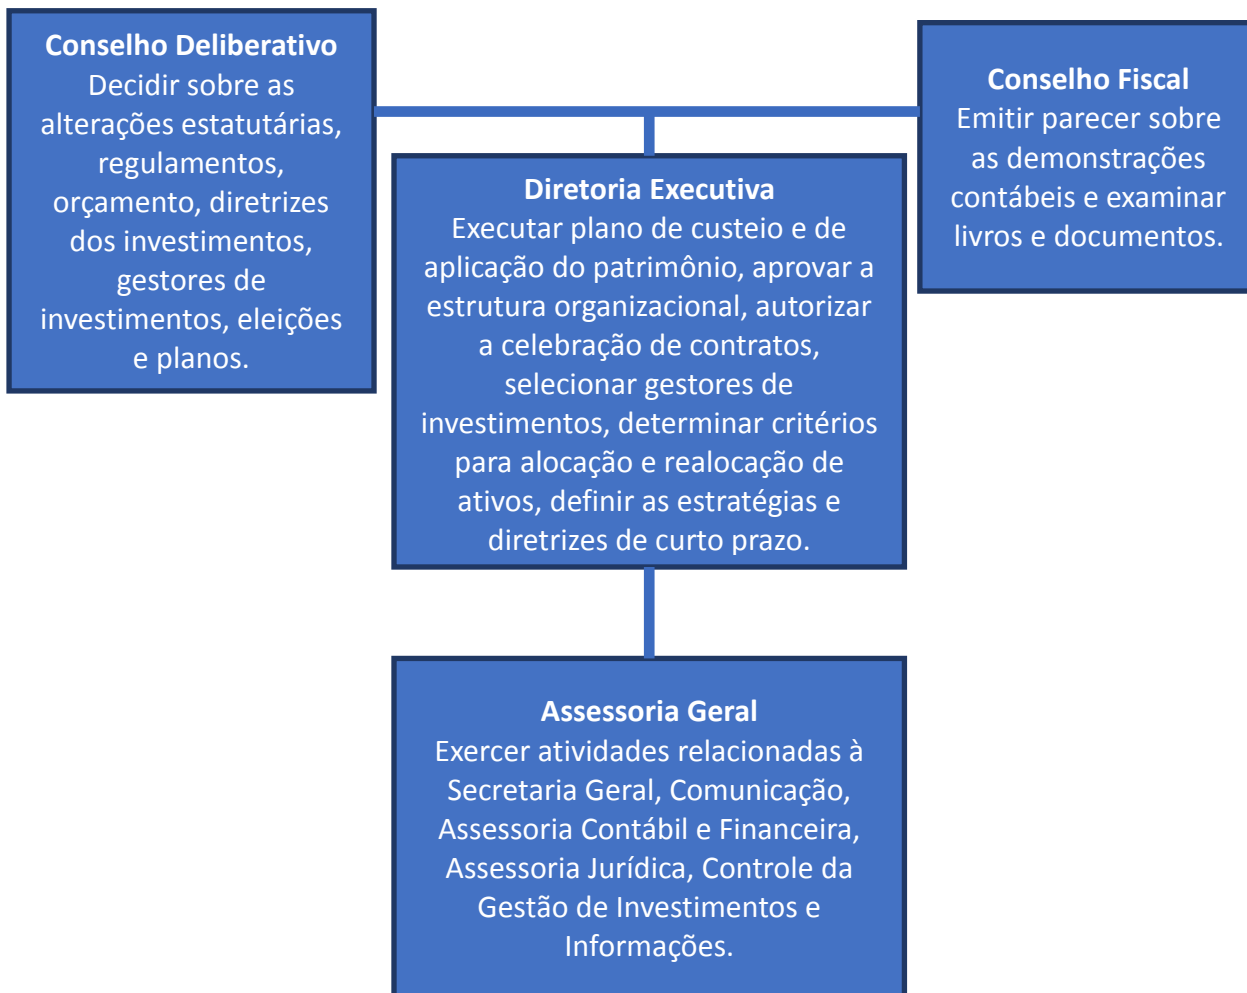 Conselho Deliberativo
Decidir sobre as
alterações estatutárias,
regulamentos,
orçamento, diretrizes
dos investimentos,
gestores de
investimentos, eleições
e planos.
Conselho Fiscal
Emitir parecer sobre
as demonstrações
contábeis e examinar
livros e documentos.
Diretoria Executiva
Executar plano de custeio e de
aplicação do patrimônio, aprovar a
estrutura organizacional, autorizar
a celebração de contratos,
selecionar gestores de
investimentos, determinar critérios
para alocação e realocação de
ativos, definir as estratégias e
diretrizes de curto prazo.
Assessoria Geral
Exercer atividades relacionadas à
Secretaria Geral, Comunicação,
Assessoria Contábil e Financeira,
Assessoria Jurídica, Controle da
Gestão de Investimentos e
Informações.